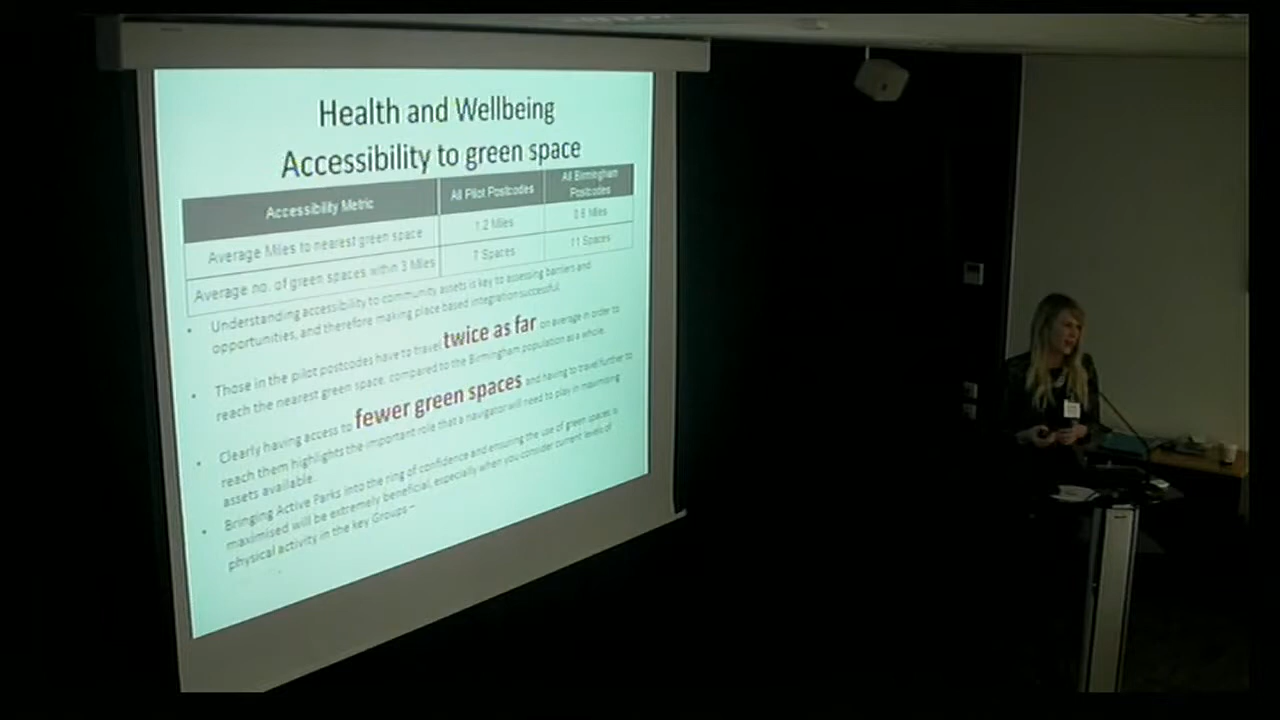 Health and Wellbeing
Accessibility to green space
Accessibility Metric All Pilot Postcodes All Birmingham Postcodes
Average Miles to nearest green space 1.2 Miles 0.6 Miles
Average no. of green spaces within 3 Miles 7 Spaces 11 Spaces
• Understanding accessibility to community assets is key to assessing barriers and
opportunities, and therefore making place based integration successful.
• Those in the pilot postcodes have to travel twice as far on average in order to
reach the nearest green space, compared to the Birmingham population as a whole.
• Clearly having access to fewer green spaces and having to travel further to
reach them highlights the important role that a navigator will need to play in maximising
assets available.
• Bringing Active Parks into the ring of confidence and ensuring the use of green spaces is
maximised will be extremely beneficial, especially when you consider current levels of
physical activity in the key Groups –